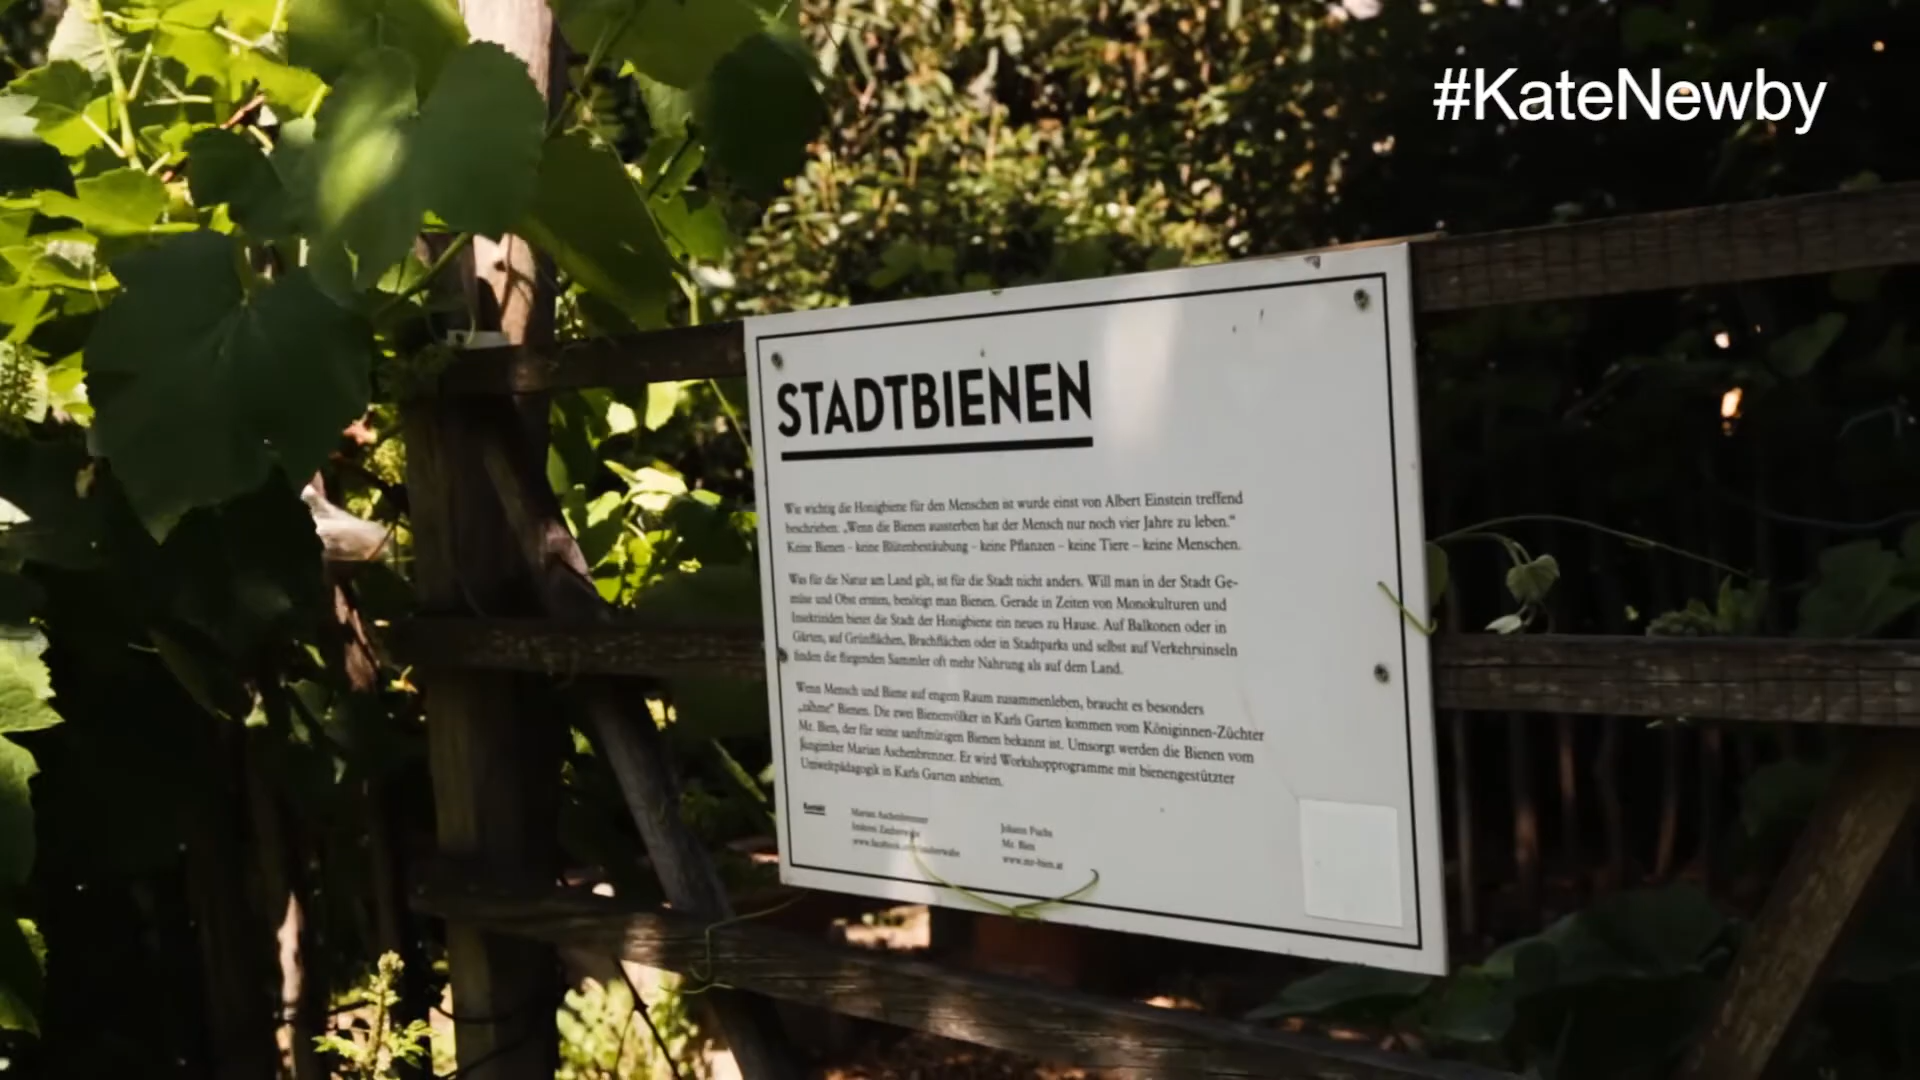 #KateNewby
STADTBIENEN
Wie wichtig die Honigbiene für den Menschen ist wurde einst von Albert Einstein treffend
beschrieben: „Wenn die Bienen aussterben hat der Mensch nur noch vier Jahre zu leben.“
Keine Bienen – keine Blütenbestäubung – keine Pflanzen – keine Tiere – keine Menschen.
Was für die Natur am Land gilt, ist für die Stadt nicht anders. Will man in der Stadt Ge-
müse und Obst ernten, benötigt man Bienen. Gerade in Zeiten von Monokulturen und
Insektiziden bietet die Stadt der Honigbiene ein neues zu Hause. Auf Balkonen oder in
Gärten, auf Grünflächen, Brachflächen oder in Stadtparks und selbst auf Verkehrsinseln
finden die fliegenden Sammler oft mehr Nahrung als auf dem Land.
Wenn Mensch und Biene auf engem Raum zusammenleben, braucht es besonders
„zahme“ Bienen. Die zwei Bienenvölker in Karls Garten kommen vom Königinnen-Züchter
Mr. Bien, der für seine sanftmütigen Bienen bekannt ist. Umsorgt werden die Bienen vom
Jungimker Marian Aschenbrenner. Er wird Workshopprogramme mit bienengestützter
Umweltpädagogik in Karls Garten anbieten.
Kontakt
Marian Aschenbrenner
Johann Fuchs
Imkerei
Mr. Bien
www.mr-bien.at